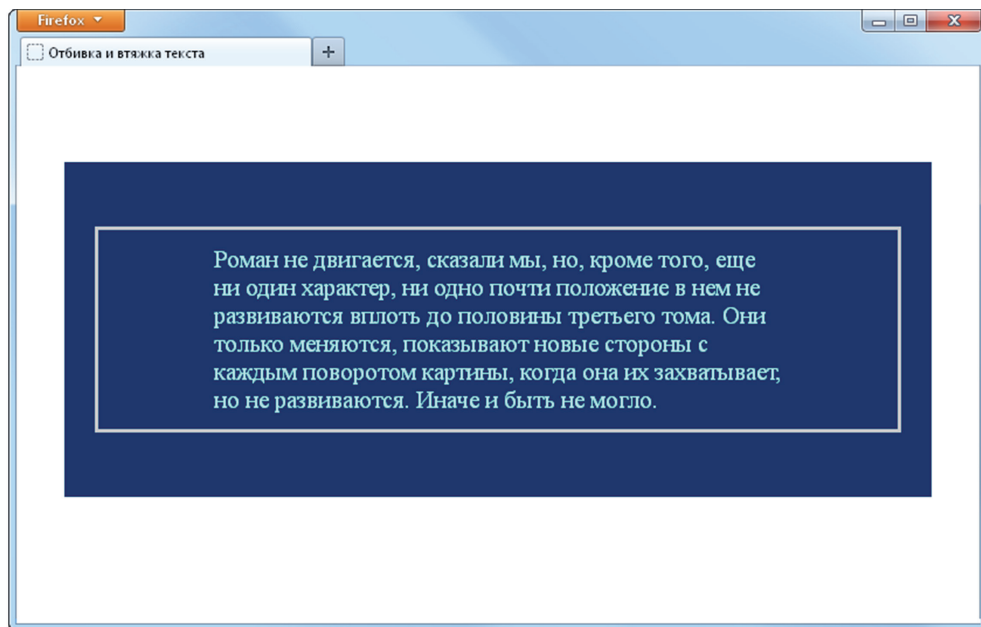 Firefox
Отбивка и втяжка текста
Роман не двигается, сказали мы, но, кроме того, еще
ни один характер, ни одно почти положение в нем не
развиваются вплоть до половины третьего тома. Они
только меняются, показывают новые стороны с
каждым поворотом картины, когда она их захватывает,
но не развиваются. Иначе и быть не могло.